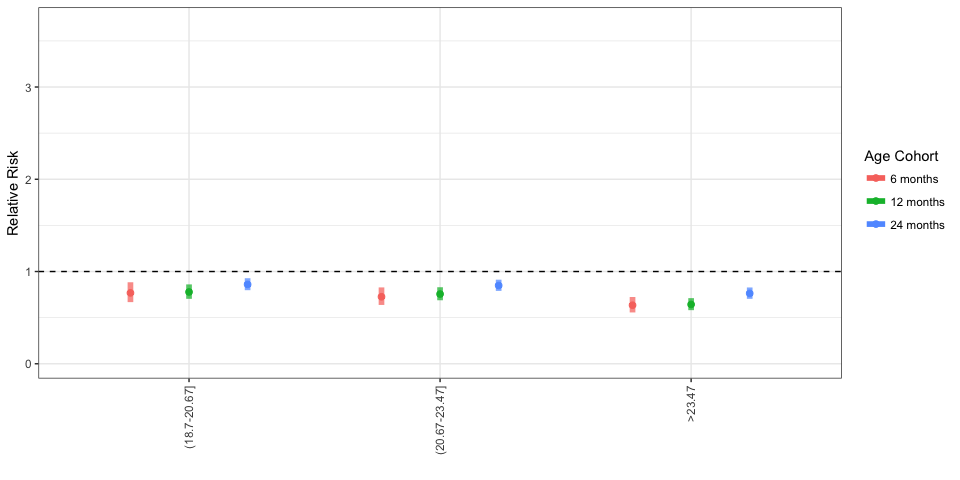 Relative Risk
3
2
1
0
(18.7-20.67]
(20.67-23.47]
>23.47
Age Cohort
6 months
12 months
24 months